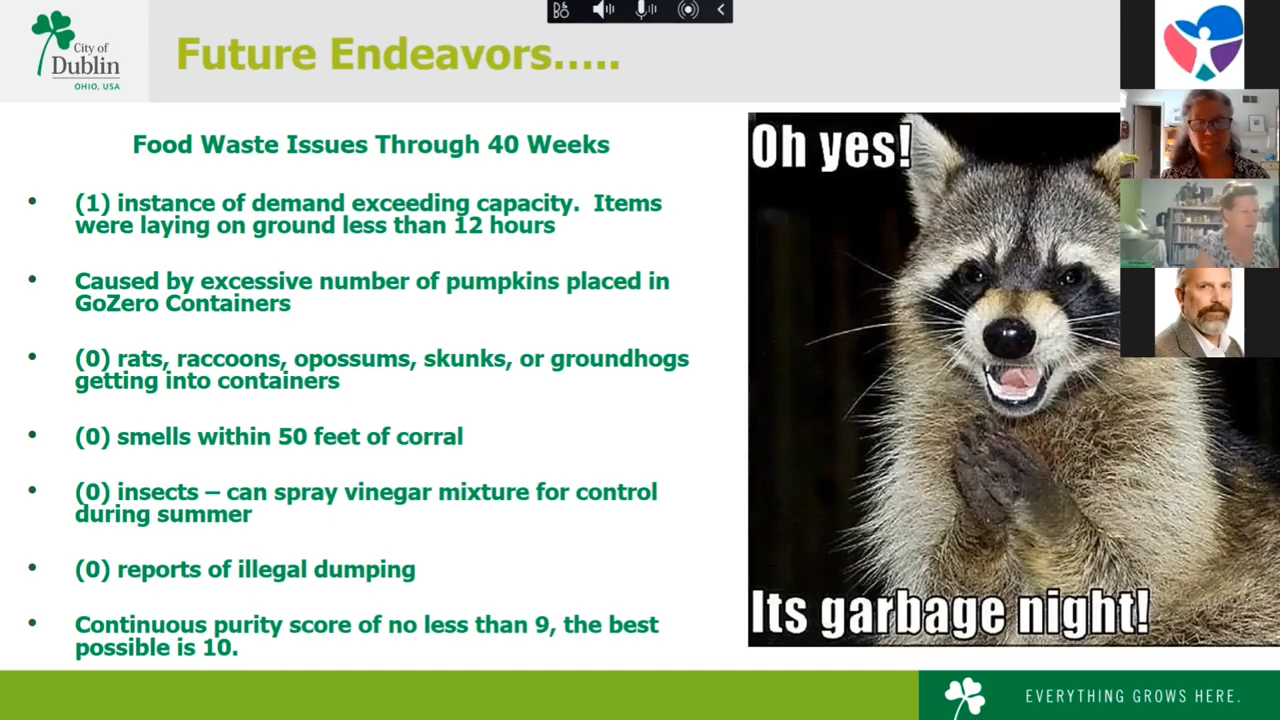 City of
Dublin
OHIO, USA
Future Endeavors.....
Food Waste Issues Through 40 Weeks
• (1) instance of demand exceeding capacity.  Items
were laying on ground less than 12 hours
• Caused by excessive number of pumpkins placed in
GoZero Containers
• (0) rats, raccoons, opossums, skunks, or groundhogs
getting into containers
• (0) smells within 50 feet of corral
• (0) insects – can spray vinegar mixture for control
during summer
• (0) reports of illegal dumping
• Continuous purity score of no less than 9, the best
possible is 10.
Oh yes!
Its garbage night!
EVERYTHING GROWS HERE.